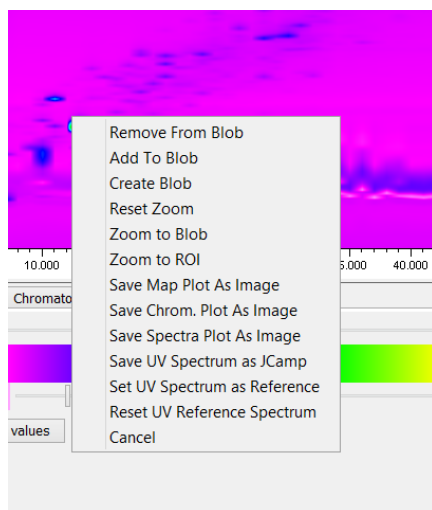 Remove From Blob
Add To Blob
Create Blob
Reset Zoom
Zoom to Blob
Zoom to ROI
10.000 5.000 40.000
Save Map Plot As Image
Chromato
Save Chrom. Plot As Image
Save Spectra Plot As Image
Save UV Spectrum as JCamp
Set UV Spectrum as Reference
Reset UV Reference Spectrum
values
Cancel